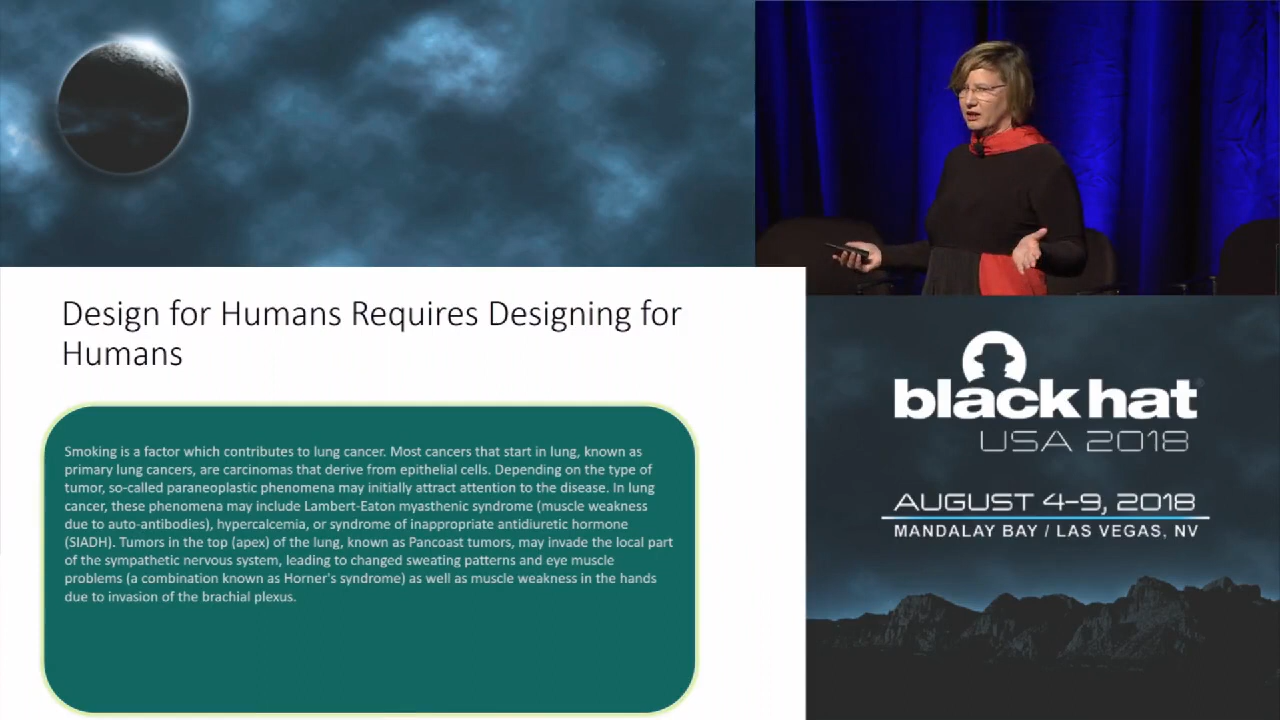 Design for Humans Requires Designing for
Humans
Smoking is a factor which contributes to lung cancer. Most cancers that start in lung, known as
primary lung cancers, are carcinomas that derive from epithelial cells. Depending on the type of
tumor, so-called paraneoplastic phenomena may initially attract attention to the disease. In lung
cancer, these phenomena may include Lambert-Eaton myasthenic syndrome (muscle weakness
due to auto-antibodies), hypercalcemia, or syndrome of inappropriate antidiuretic hormone
(SIADH). Tumors in the top (apex) of the lung, known as Pancoast tumors, may invade the local part
of the sympathetic nervous system, leading to changed sweating patterns and eye muscle
problems (a combination known as Horner's syndrome) as well as muscle weakness in the hands
due to invasion of the brachial plexus.
black hat
USA 2018
AUGUST 4-9, 2018
MANDALAY BAY / LAS VEGAS, NV